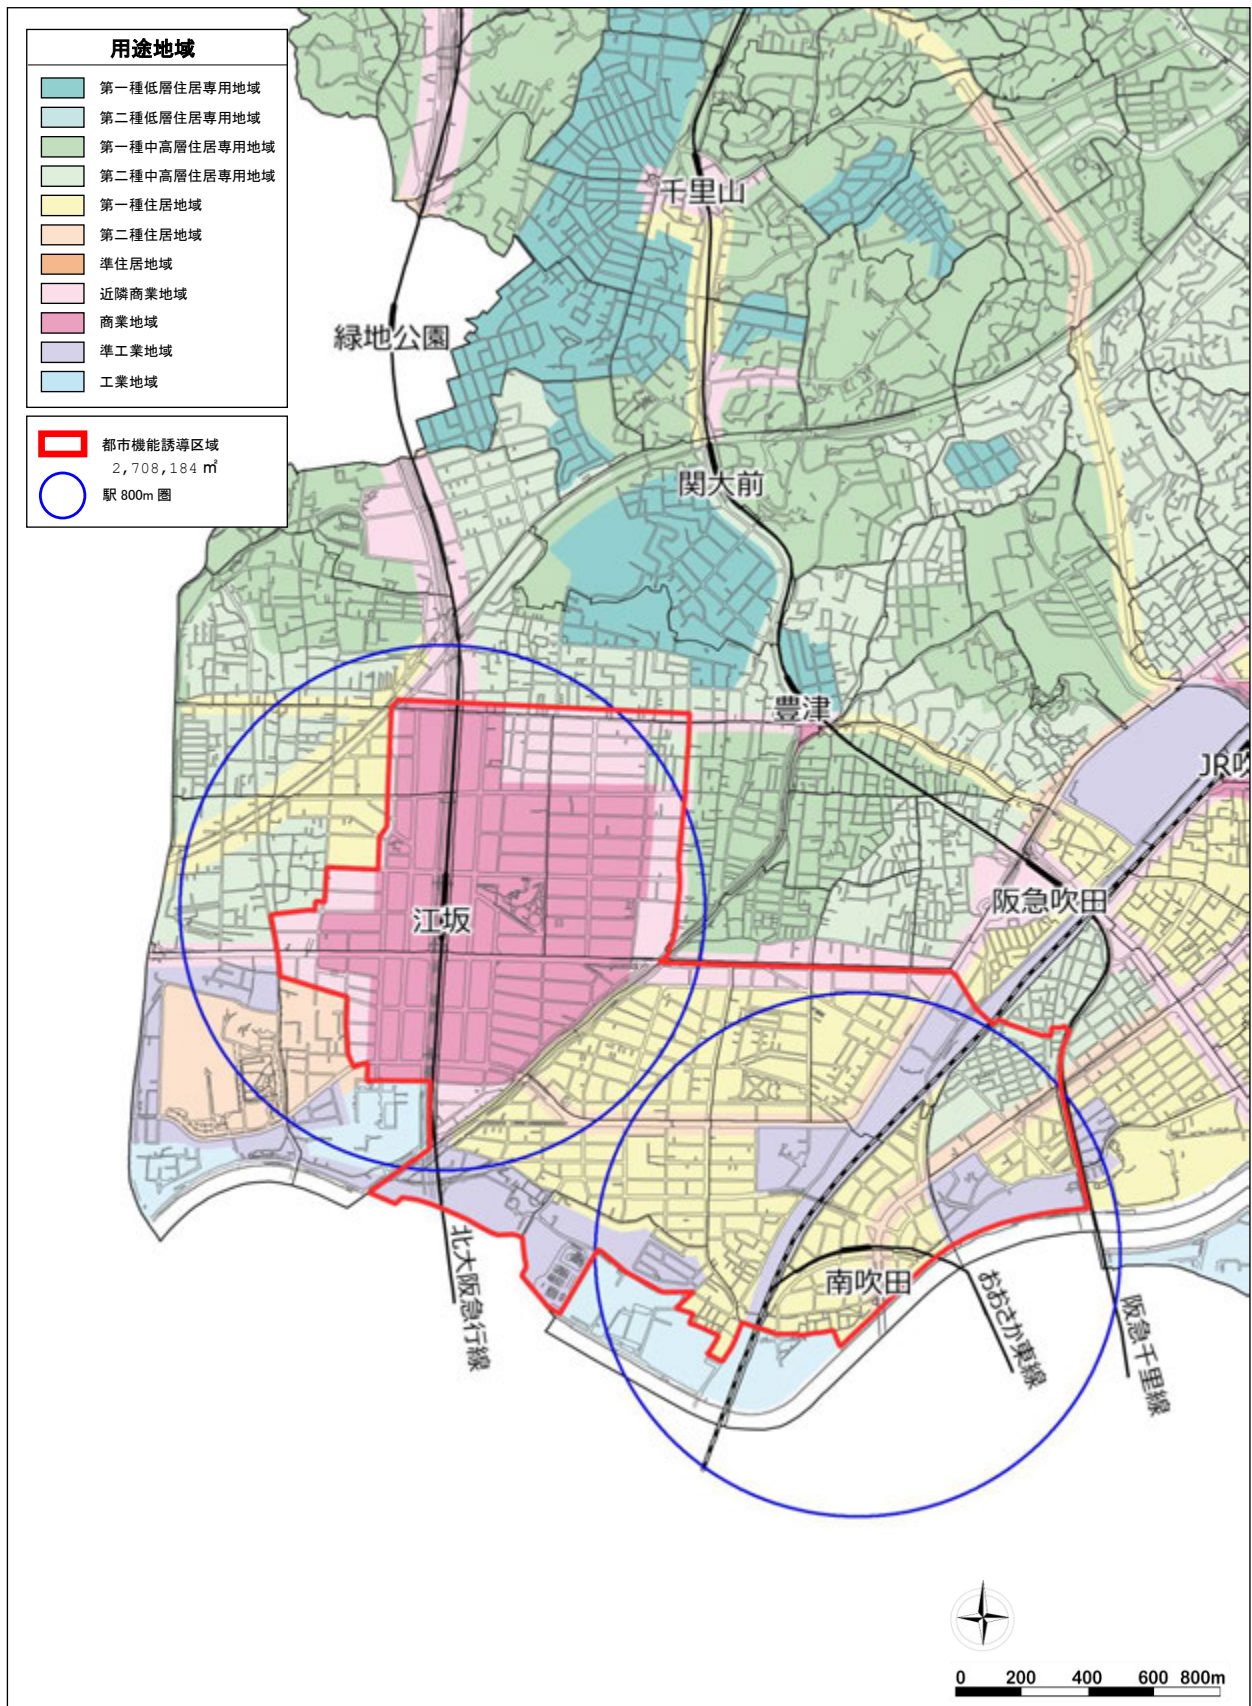 用途地域
第一種低層住居専用地域
第二種低層住居専用地域
第一種中高層住居専用地域
第二種中高層住居専用地域
第一種住居地域
第二種住居地域
準住居地域
近隣商業地域
商業地域
準工業地域
工業地域
都市機能誘導区域
2,708,184 ㎡
駅 800m 圏
千里山
緑地公園
関大前
豊津
JR吹
阪急吹田
江坂
南吹田
北大阪急行線
おおさか東線
阪急千里線
0 200 400 600 800m